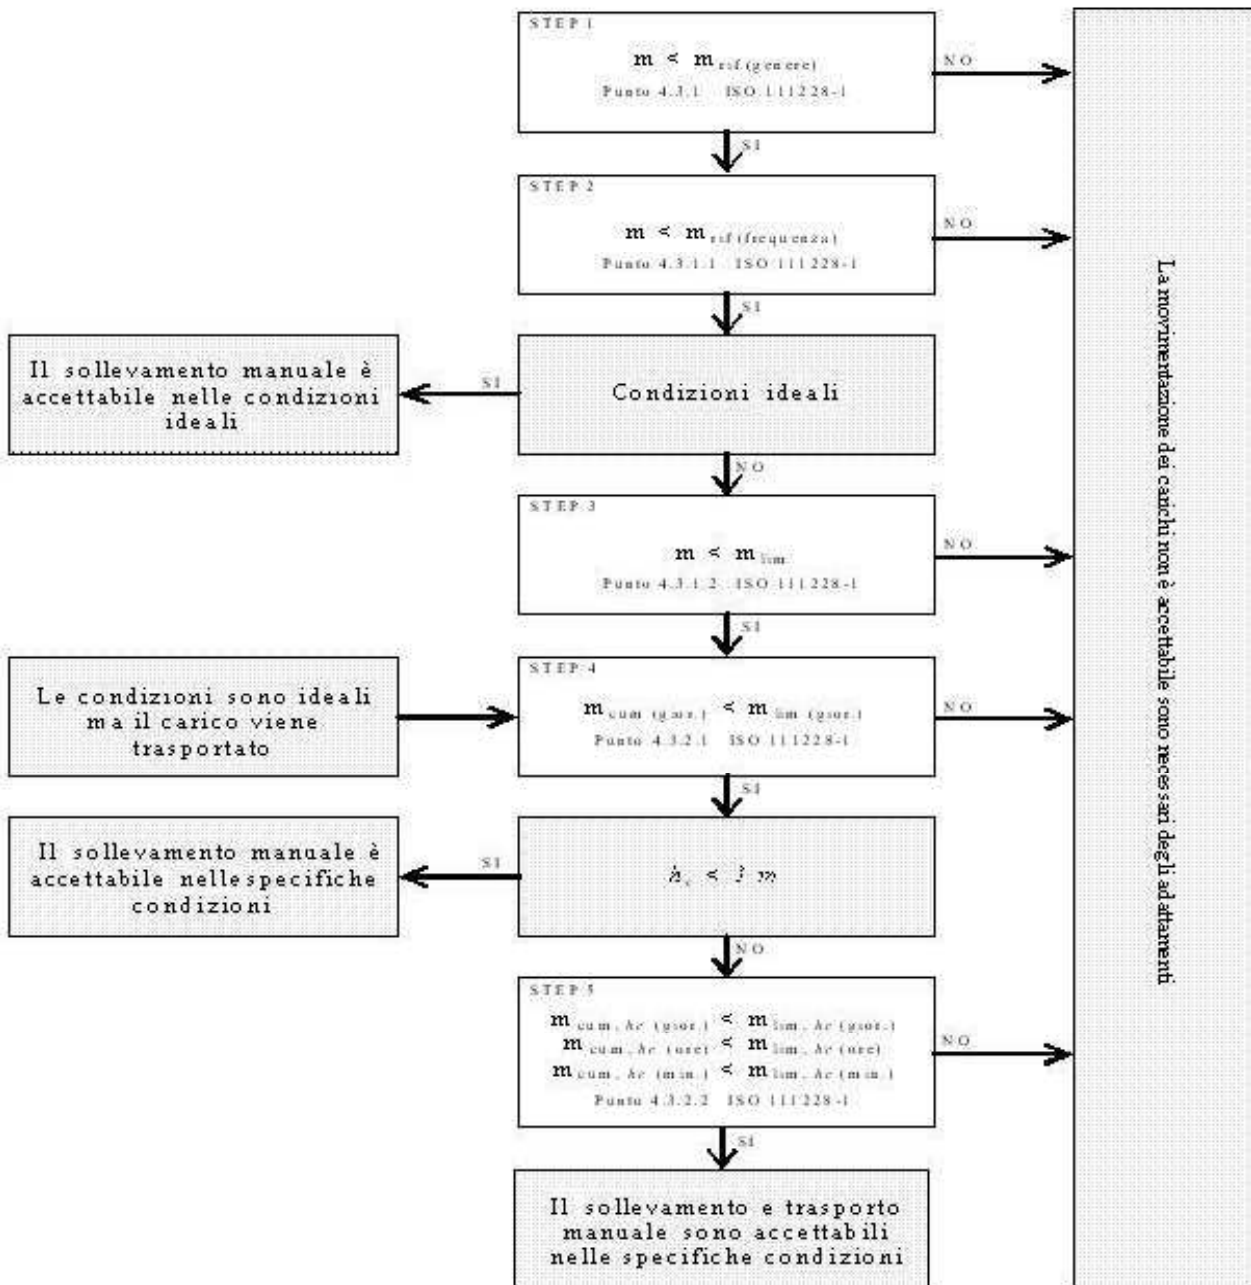 STEP 1
m < m rif (genere)
Punto 4.3.1 ISO 111228-1
NO
SI
STEP 2
m < m rif (frequenza)
Punto 4.3.1.1 ISO 111228-1
NO
SI
Il sollevamento manuale è
accettabile nelle condizioni
ideali
SI
Condizioni ideali
NO
STEP 3
m < m lim.
Punto 4.3.1.2 ISO 111228-1
NO
SI
Le condizioni sono ideali
ma il carico viene
trasportato
STEP 4
m cum (gior.) < m lim (gior.)
Punto 4.3.2.1 ISO 111228-1
NO
SI
Il sollevamento manuale è
accettabile nelle specifiche
condizioni
SI
< m
NO
STEP 5
m cum, hc (gior.) < m lim, hc (gior.)
m cum, hc (ore) < m lim, hc (ore)
m cum, hc (min.) < m lim, hc (min.)
Punto 4.3.2.2 ISO 111228-1
NO
SI
Il sollevamento e trasporto
manuale sono accettabili
nelle specifiche condizioni
La movimentazione dei carichi non è accettabile sono necessari degli adattamenti